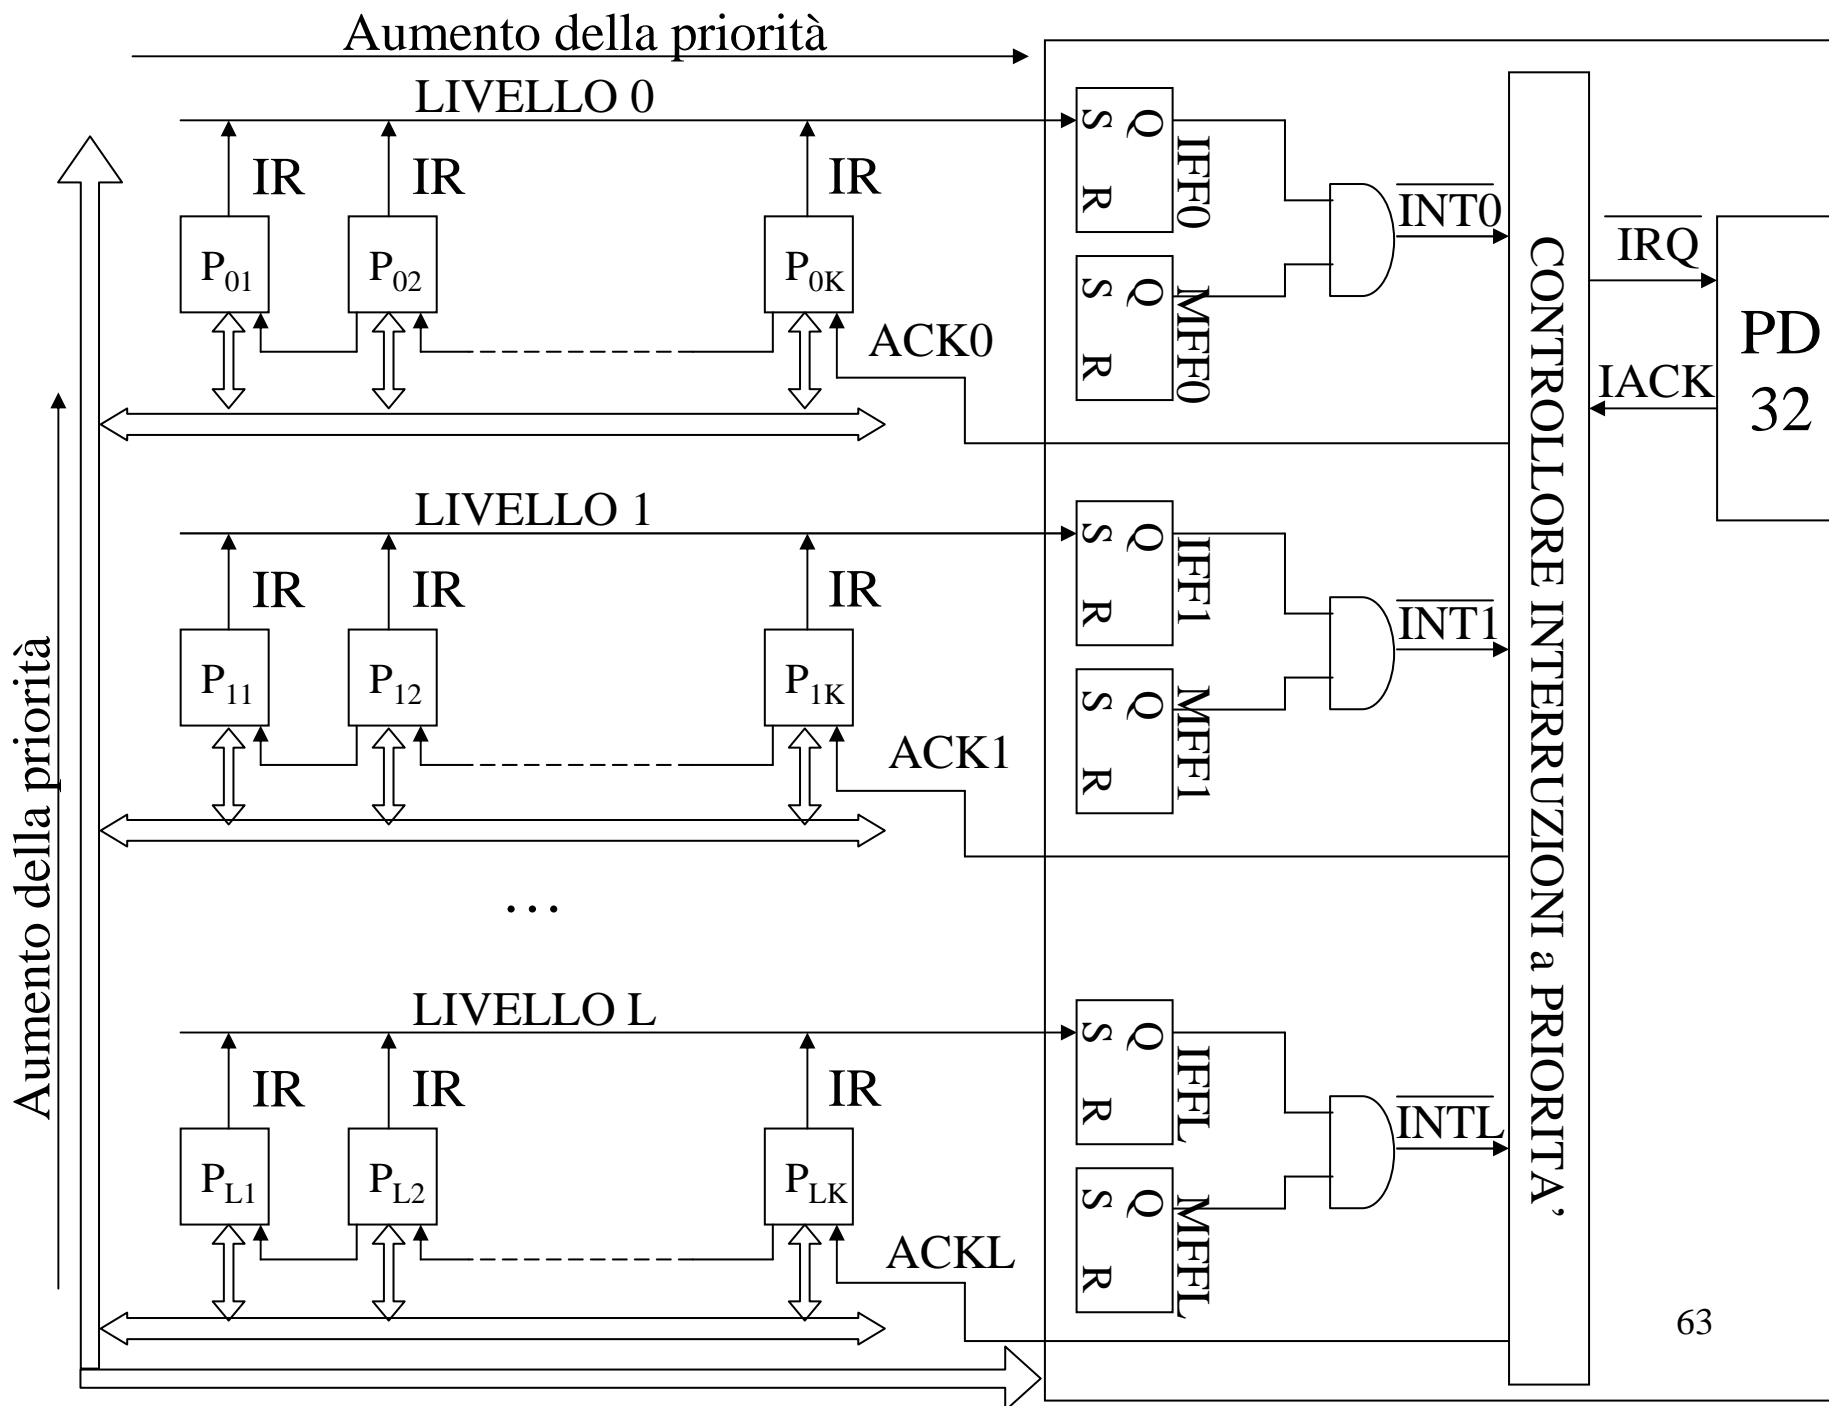 Aumento della priorità
LIVELLO 0
IR IR IR
P01 P02 P0K
ACK0
S Q R IFF0
S Q R MFF0
INT0
LIVELLO 1
IR IR IR
P11 P12 P1K
ACK1
S Q R IFF1
S Q R MFF1
INT1
...
LIVELLO L
IR IR IR
PL1 PL2 PLK
ACKL
S Q R IFFL
S Q R MFFL
INTL
Aumento della priorità
CONTROLLORE INTERRUZIONI a PRIORITA'
IRQ
IACK
PD
32
63